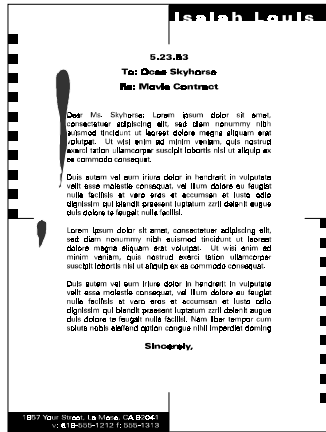 Isaiah Louis
5.23.83
To: Dcas Skyhorse
Re: Movie Contract
Dear Ms. Skyhorse: Lorem ipsum dolor sit amet,
consectetuer adipiscing elit, sed diam nonummy nibh
euismod tincidunt ut laoreet dolore magna aliquam erat
volutpat. Ut wisi enim ad minim veniam, quis nostrud
exerci tation ullamcorper suscipit lobortis nisl ut aliquip ex
ea commodo consequat.
Duis autem vel eum iriure dolor in hendrerit in vulputate
velit esse molestie consequat, vel illum dolore eu feugiat
nulla facilisis at vero eros et accumsan et iusto odio
dignissim qui blandit praesent luptatum zzril delenit augue
duis dolore te feugait nulla facilisi.
Lorem ipsum dolor sit amet, consectetuer adipiscing elit,
sed diam nonummy nibh euismod tincidunt ut laoreet
dolore magna aliquam erat volutpat. Ut wisi enim ad
minim veniam, quis nostrud exerci tation ullamcorper
suscipit lobortis nisl ut aliquip ex ea commodo consequat.
Duis autem vel eum iriure dolor in hendrerit in vulputate
velit esse molestie consequat, vel illum dolore eu feugiat
nulla facilisis at vero eros et accumsan et iusto odio
dignissim qui blandit praesent luptatum zzril delenit augue
duis dolore te feugait nulla facilisi. Nam liber tempor cum
soluta nobis eleifend option congue nihil imperdiet doming
Sincerely,
1857 Your Street, La Mesa, CA 92041
v: 619-555-1212 f: 555-1313